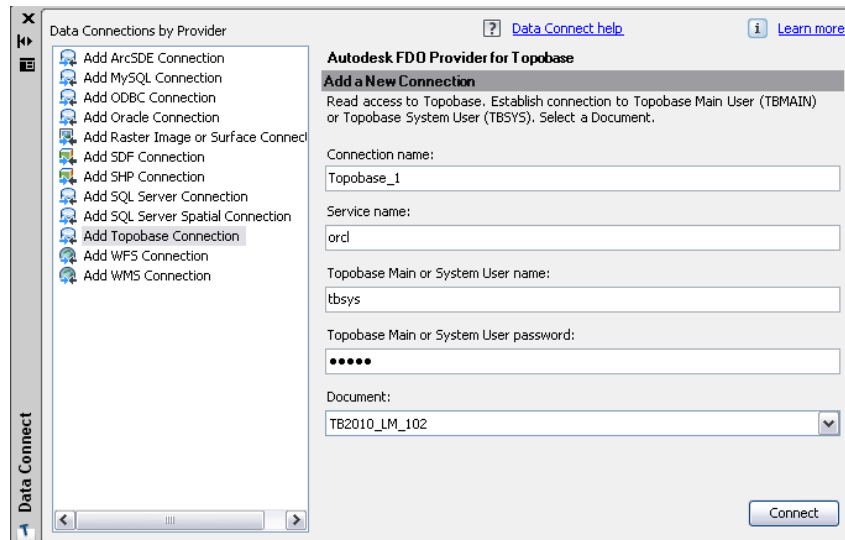 Data Connections by Provider
Add ArcSDE Connection
Add MySQL Connection
Add ODBC Connection
Add Oracle Connection
Add Raster Image or Surface Connec
Add SDF Connection
Add SHP Connection
Add SQL Server Connection
Add SQL Server Spatial Connection
Add Topobase Connection
Add WFS Connection
Add WMS Connection
? Data Connect help
i Learn more
Autodesk FDO Provider for Topobase
Add a New Connection
Read access to Topobase. Establish connection to Topobase Main User (TBMAIN)
or Topobase System User (TBSYS). Select a Document.
Connection name:
Topobase_1
Service name:
orcl
Topobase Main or System User name:
tbsys
Topobase Main or System User password:
•••••
Document:
TB2010_LM_102
Connect
Data Connect